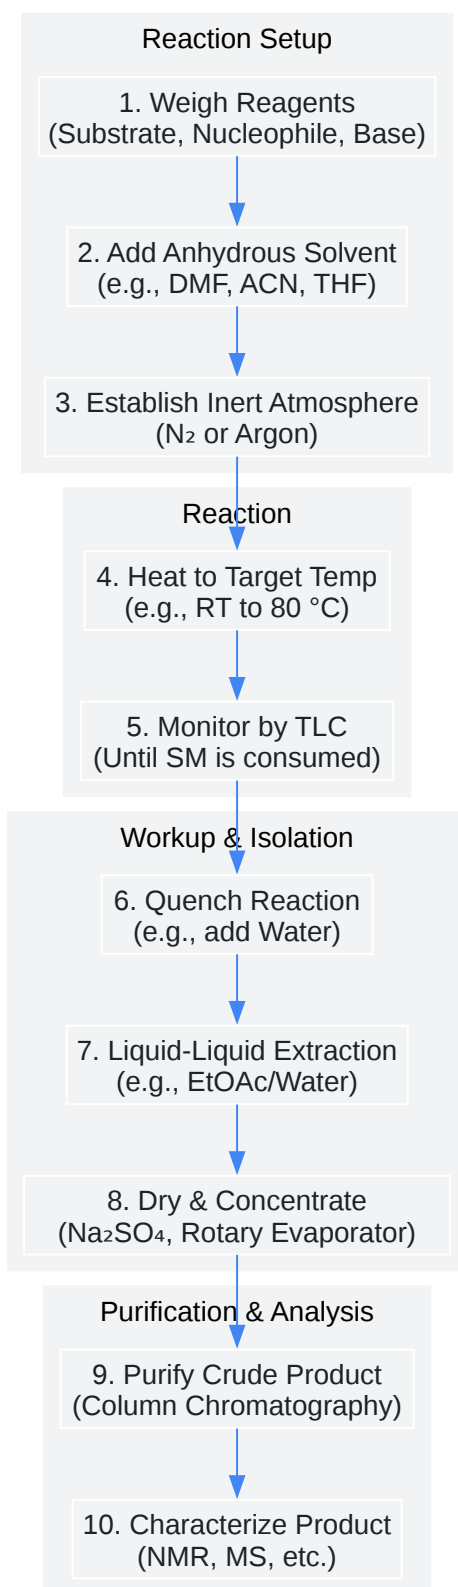 Reaction Setup
1. Weigh Reagents
(Substrate, Nucleophile, Base)
2. Add Anhydrous Solvent
(e.g., DMF, ACN, THF)
3. Establish Inert Atmosphere
(N₂ or Argon)
Reaction
4. Heat to Target Temp
(e.g., RT to 80 °C)
5. Monitor by TLC
(Until SM is consumed)
Workup & Isolation
6. Quench Reaction
(e.g., add Water)
7. Liquid-Liquid Extraction
(e.g., EtOAc/Water)
8. Dry & Concentrate
(Na₂SO₄, Rotary Evaporator)
Purification & Analysis
9. Purify Crude Product
(Column Chromatography)
10. Characterize Product
(NMR, MS, etc.)